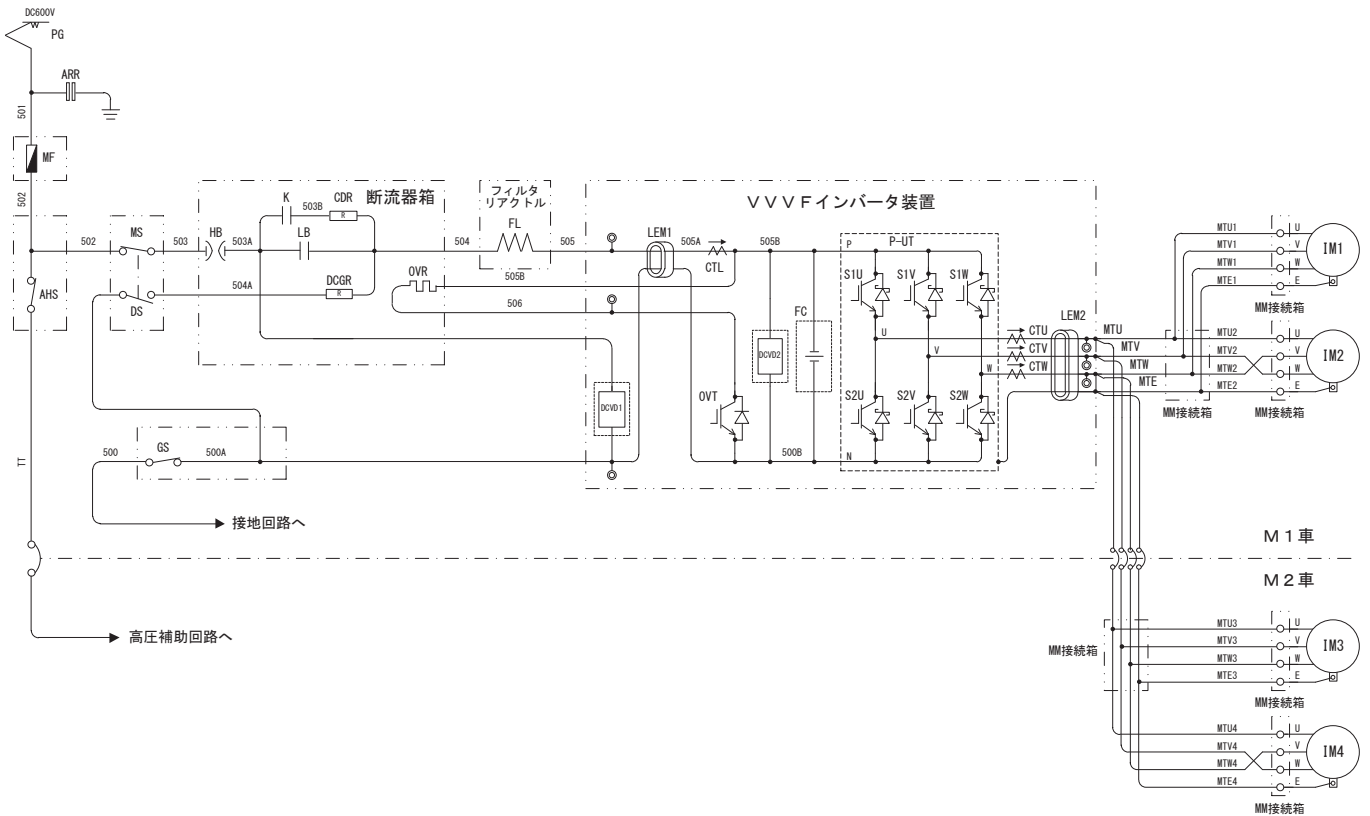 DC600V
PG
ARR
501
MF
502
AHS
TT
502
MS
DS
503
HB
503A
断流器箱
K
503B
CDR
R
LB
DCGR
R
504A
504
フィルタ
リアクトル
FL
505
OVR
505B
506
GS
500
500A
接地回路へ
高圧補助回路へ
VVVFインバータ装置
LEM1
505A
CTL
505B
DCVD1
OVT
DCVD2
FC
500B
P
P-UT
S1U
S1V
S1W
U
V
W
S2U
S2V
S2W
N
CTU
CTV
CTW
LEM2
MTU
MTV
MTW
MTE
MTU1
MTV1
MTW1
MTE1
U
V
W
E
IM1
MM接続箱
MTU2
MTV2
MTW2
MTE2
U
V
W
E
IM2
MM接続箱
MM接続箱
M1車
M2車
MM接続箱
MTU3
MTV3
MTW3
MTE3
U
V
W
E
IM3
MM接続箱
MTU4
MTV4
MTW4
MTE4
U
V
W
E
IM4
MM接続箱